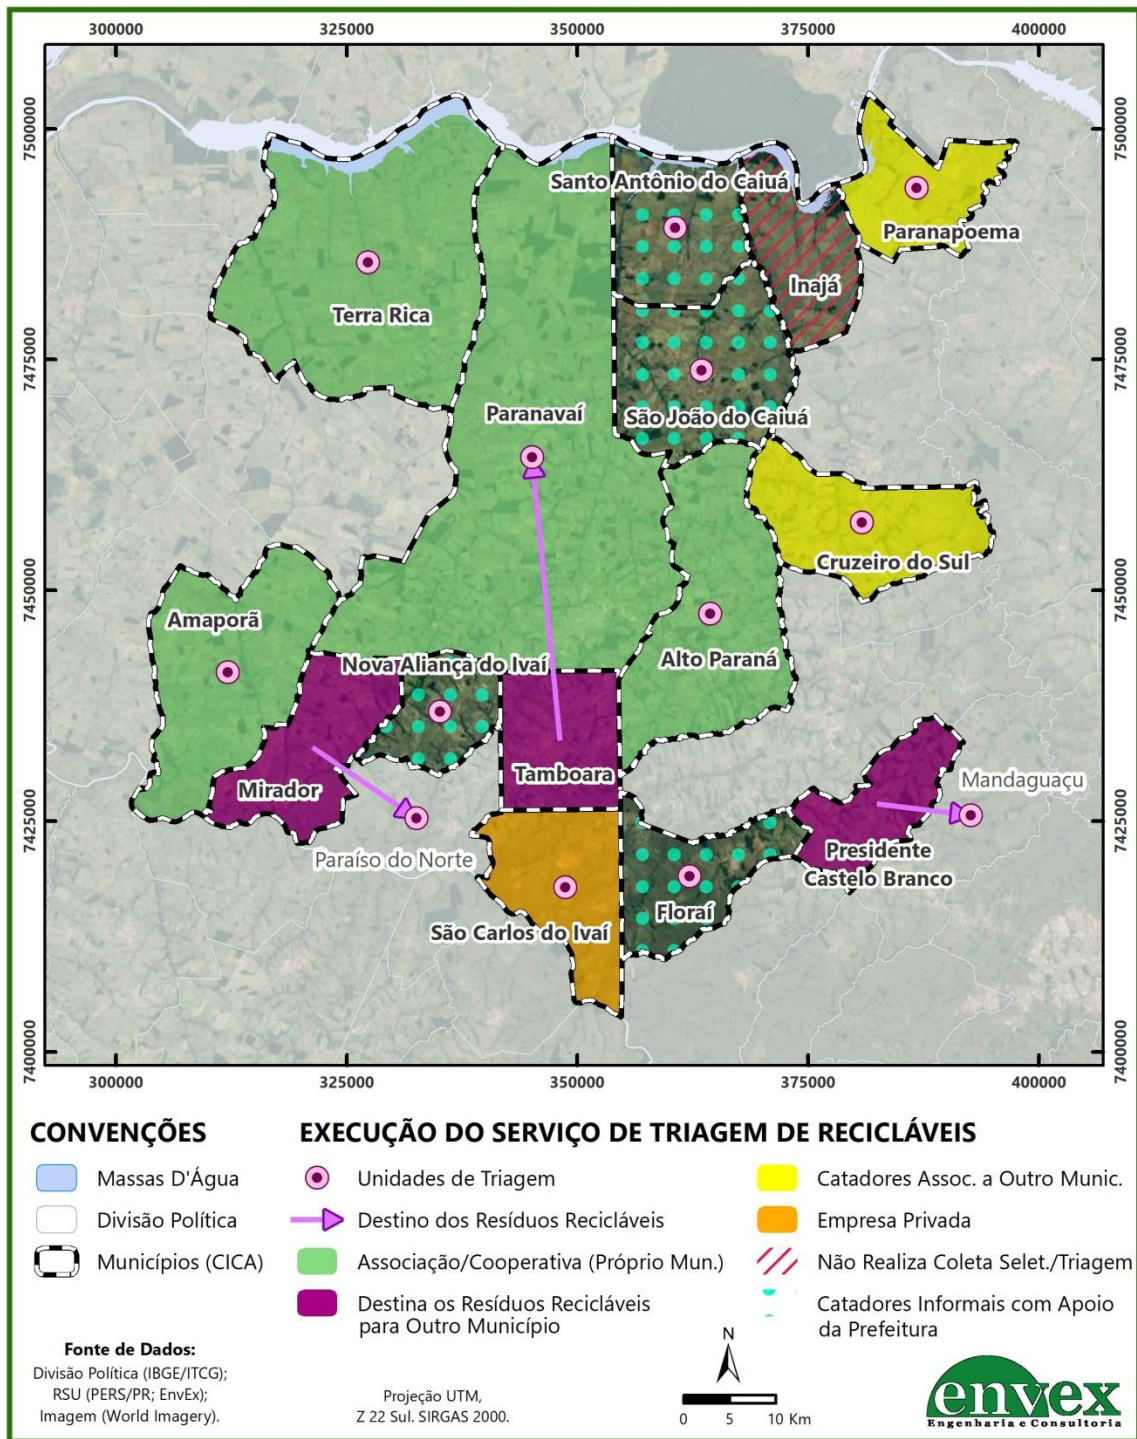 300000
325000
350000
375000
400000
7500000
7500000
Santo Antônio do Caiuá
Paranapoema
Inajá
Terra Rica
7475000
7475000
Paranavaí
São João do Caiuá
Cruzeiro do Sul
7450000
7450000
Amaporã
Nova Aliança do Ivaí
Alto Paraná
Tamboara
Mandaguaçu
Mirador
7425000
7425000
Paraíso do Norte
Presidente
Castelo Branco
Floraí
São Carlos do Ivaí
7400000
7400000
300000
325000
350000
375000
400000
CONVENÇÕES
Massas D'Água
Divisão Política
Municípios (CICA)
EXECUÇÃO DO SERVIÇO DE TRIAGEM DE RECICLÁVEIS
Unidades de Triagem
Destino dos Resíduos Recicláveis
Associação/Cooperativa (Próprio Mun.)
Destina os Resíduos Recicláveis
para Outro Município
Catadores Assoc. a Outro Munic.
Empresa Privada
Não Realiza Coleta Selet./Triagem
Catadores Informais com Apoio
da Prefeitura
Fonte de Dados:
Divisão Política (IBGE/ITCG);
RSU (PERS/PR; EnvEx);
Imagem (World Imagery).
Projeção UTM,
Z 22 Sul. SIRGAS 2000.
N
0 5 10 Km
envex
Engenharia e Consultoria